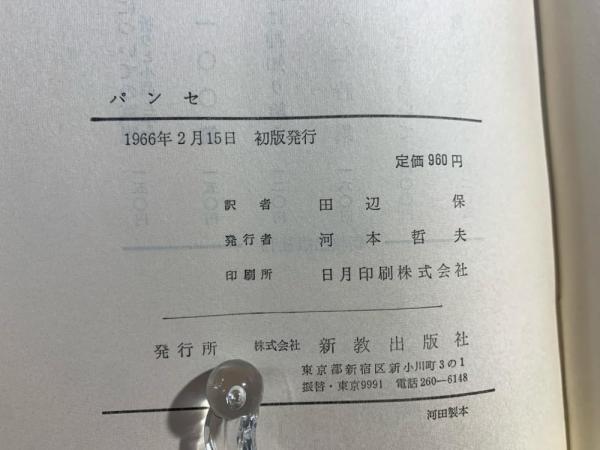 パンセ
1966年2月15日 初版発行
定価960円
訳者 田辺保
発行者 河本哲夫
印刷所 日月印刷株式会社
発行所 株式会社 新教出版社
東京都新宿区新小川町3の1
振替・東京9991 電話260―6148
河田製本